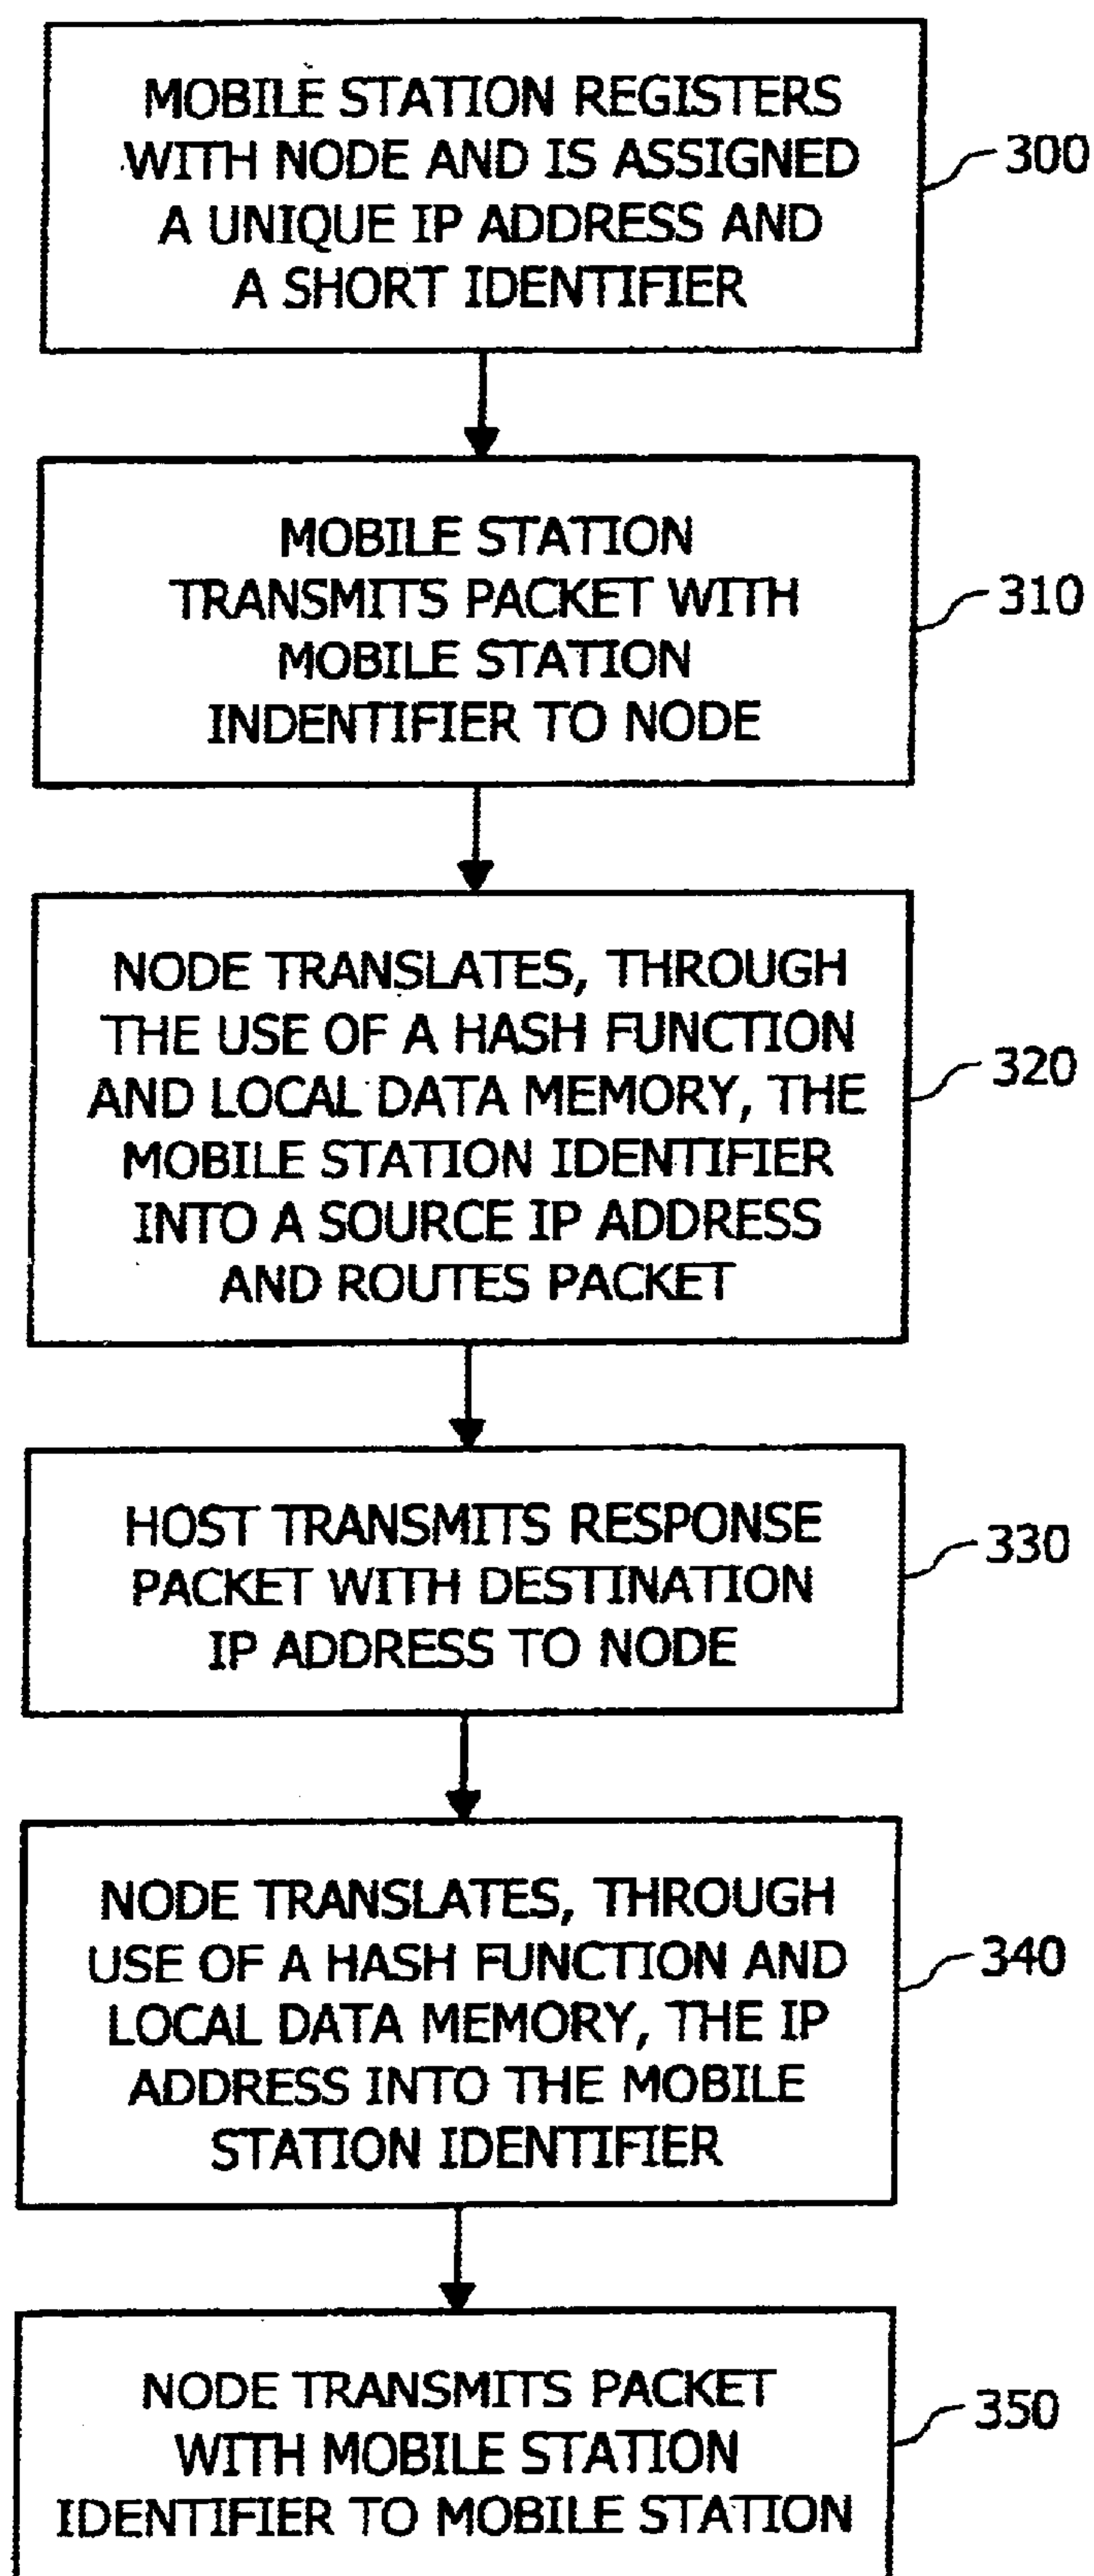 MOBILE STATION REGISTERS
WITH NODE AND IS ASSIGNED
A UNIQUE IP ADDRESS AND
A SHORT IDENTIFIER
300
MOBILE STATION
TRANSMITS PACKET WITH
MOBILE STATION
INDENTIFIER TO NODE
310
NODE TRANSLATES, THROUGH
THE USE OF A HASH FUNCTION
AND LOCAL DATA MEMORY, THE
MOBILE STATION IDENTIFIER
INTO A SOURCE IP ADDRESS
AND ROUTES PACKET
320
HOST TRANSMITS RESPONSE
PACKET WITH DESTINATION
IP ADDRESS TO NODE
330
NODE TRANSLATES, THROUGH
USE OF A HASH FUNCTION AND
LOCAL DATA MEMORY, THE IP
ADDRESS INTO THE MOBILE
STATION IDENTIFIER
340
NODE TRANSMITS PACKET
WITH MOBILE STATION
IDENTIFIER TO MOBILE STATION
350